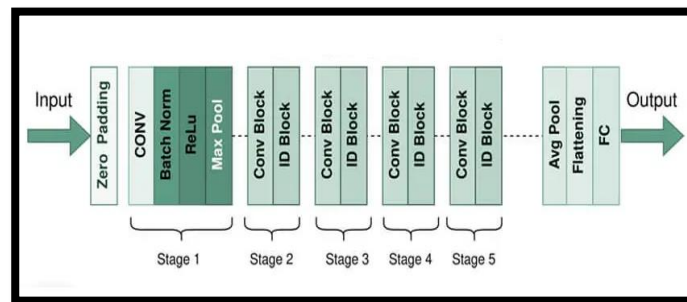 Input
Zero Padding
CONV
Batch Norm
ReLu
Max Pool
Conv Block
ID Block
Conv Block
ID Block
Conv Block
ID Block
Conv Block
ID Block
Avg Pool
Flattening
FC
Output
Stage 1
Stage 2
Stage 3
Stage 4
Stage 5